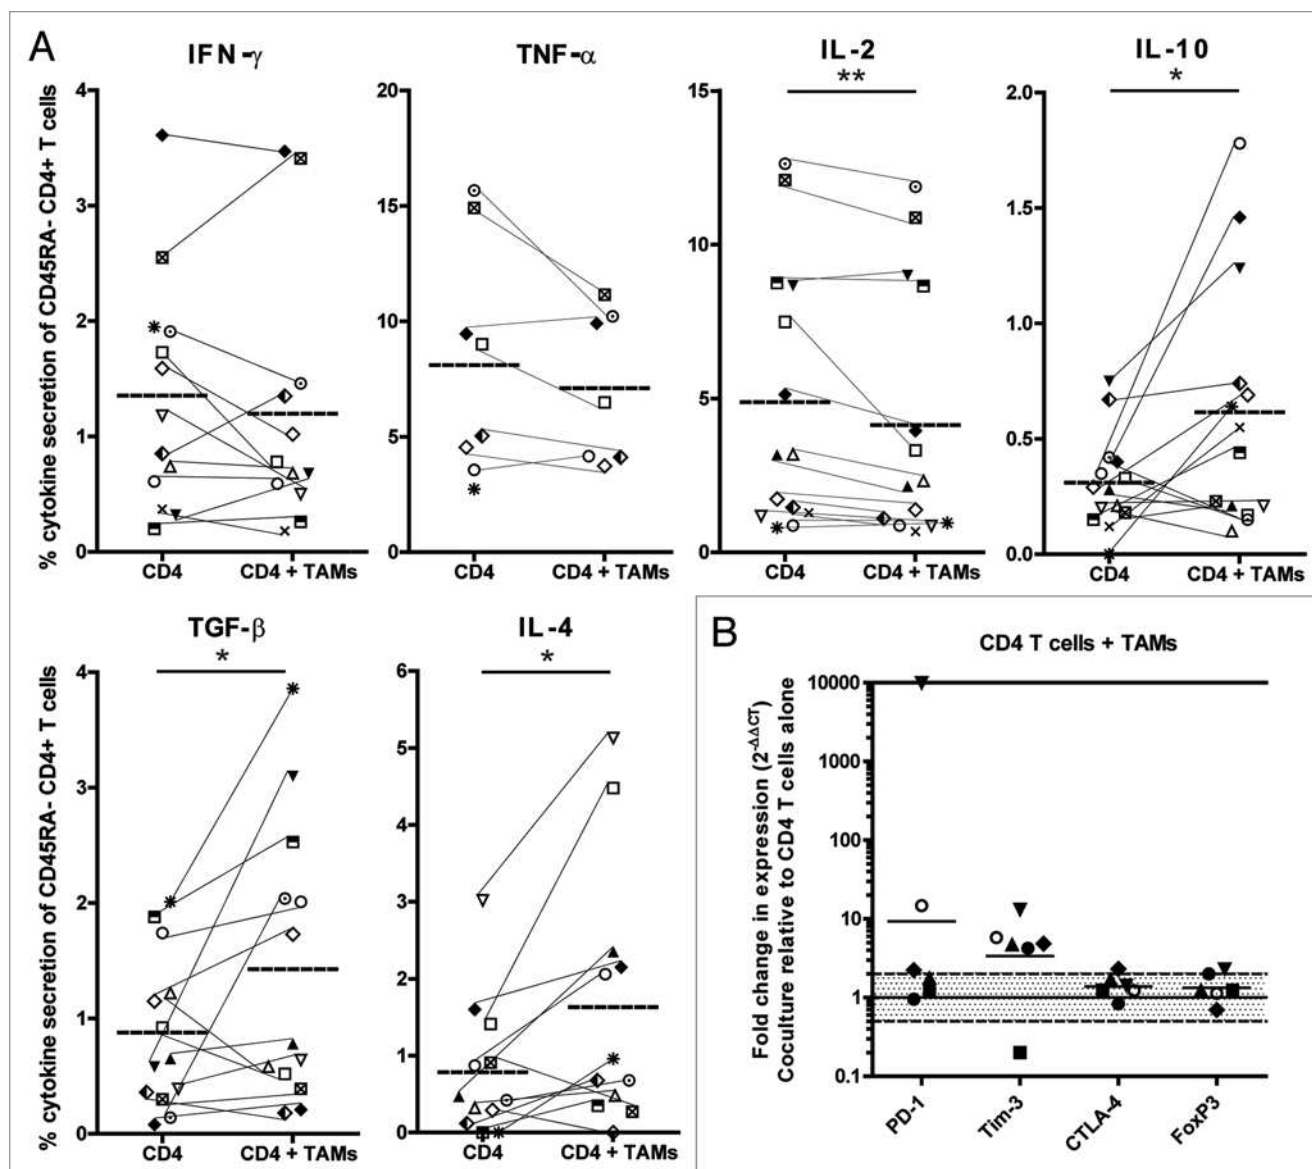 A
IFN-γ
TNF-α
IL-2
IL-10
**
*
% cytokine secretion of CD45RA- CD4+ T cells
4
3
2
1
0
CD4
CD4 + TAMs
20
15
10
5
0
CD4
CD4 + TAMs
15
10
5
0
CD4
CD4 + TAMs
2.0
1.5
1.0
0.5
0.0
CD4
CD4 + TAMs
TGF-β
IL-4
*
*
% cytokine secretion of CD45RA- CD4+ T cells
4
3
2
1
0
CD4
CD4 + TAMs
6
5
4
3
2
1
0
CD4
CD4 + TAMs
B
CD4 T cells + TAMs
Fold change in expression (2-ΔΔCT)
Coculture relative to CD4 T cells alone
10000
1000
100
10
1
0.1
PD-1
Tim-3
CTLA-4
FoxP3